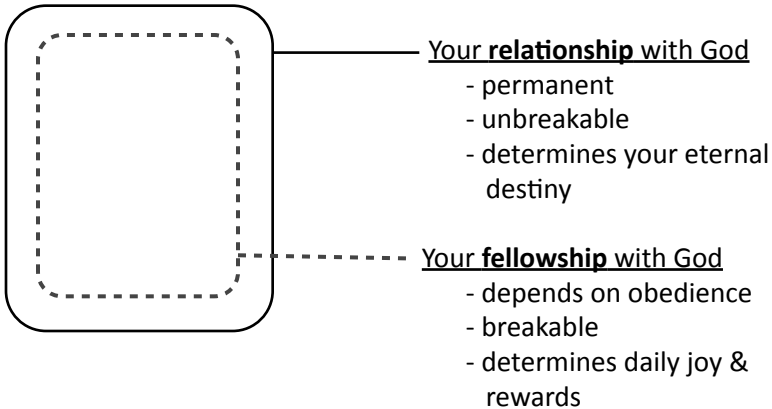 Your relationship with God
- permanent
- unbreakable
- determines your eternal
destiny
Your fellowship with God
- depends on obedience
- breakable
- determines daily joy &
rewards